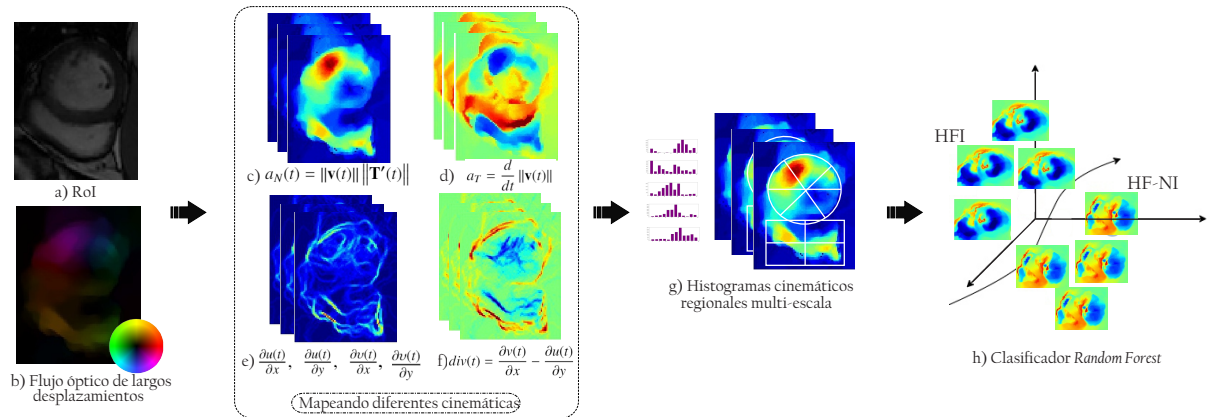 a) RoI
b) Flujo óptico de largos
desplazamientos
c) a_N(t) = ||v(t)|| ||T′(t)||
d) a_T = d/dt ||v(t)||
e) ∂u(t)/∂x, ∂u(t)/∂y, ∂υ(t)/∂x, ∂υ(t)/∂y
f) div(t) = ∂v(t)/∂x − ∂u(t)/∂y
Mapeando diferentes cinemáticas
g) Histogramas cinemáticos
regionales multi-escala
HFI
HF-NI
h) Clasificador Random Forest